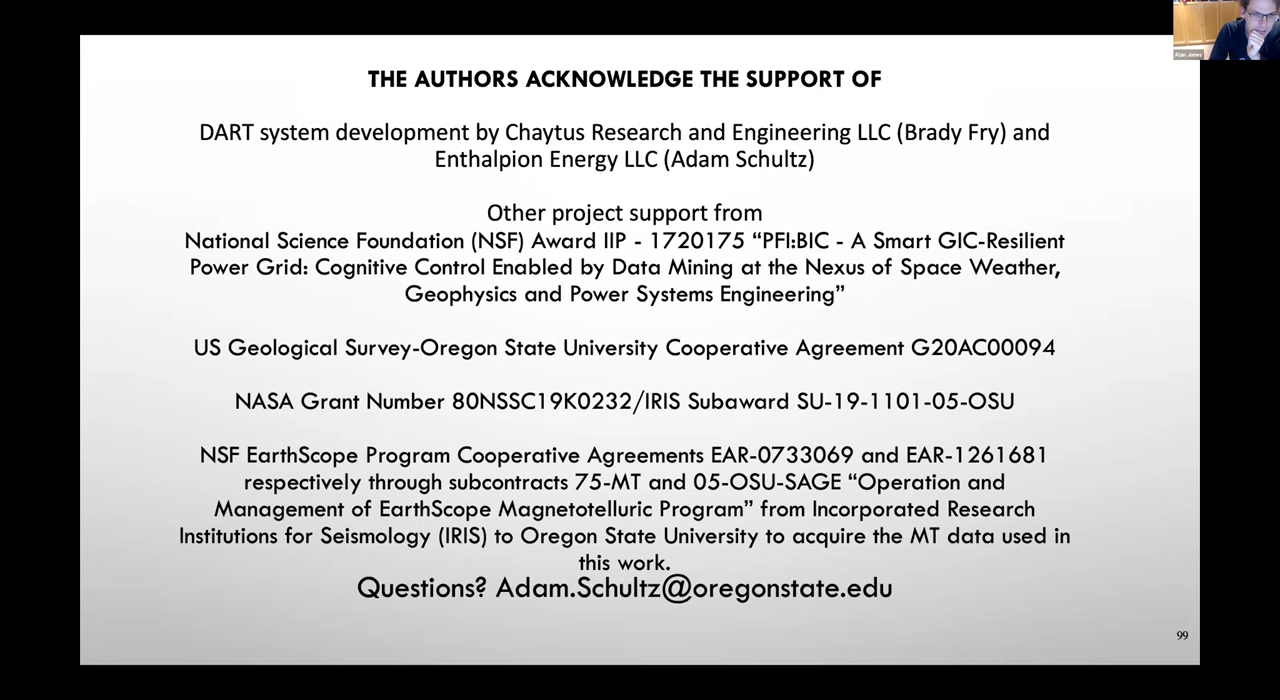 THE AUTHORS ACKNOWLEDGE THE SUPPORT OF
DART system development by Chaytus Research and Engineering LLC (Brady Fry) and
Enthalpion Energy LLC (Adam Schultz)
Other project support from
National Science Foundation (NSF) Award IIP - 1720175 “PFI:BIC - A Smart GIC-Resilient
Power Grid: Cognitive Control Enabled by Data Mining at the Nexus of Space Weather,
Geophysics and Power Systems Engineering”
US Geological Survey-Oregon State University Cooperative Agreement G20AC00094
NASA Grant Number 80NSSC19K0232/IRIS Subaward SU-19-1101-05-OSU
NSF EarthScope Program Cooperative Agreements EAR-0733069 and EAR-1261681
respectively through subcontracts 75-MT and 05-OSU-SAGE “Operation and
Management of EarthScope Magnetotelluric Program” from Incorporated Research
Institutions for Seismology (IRIS) to Oregon State University to acquire the MT data used in
this work.
Questions? Adam.Schultz@oregonstate.edu
99
Alan Jones